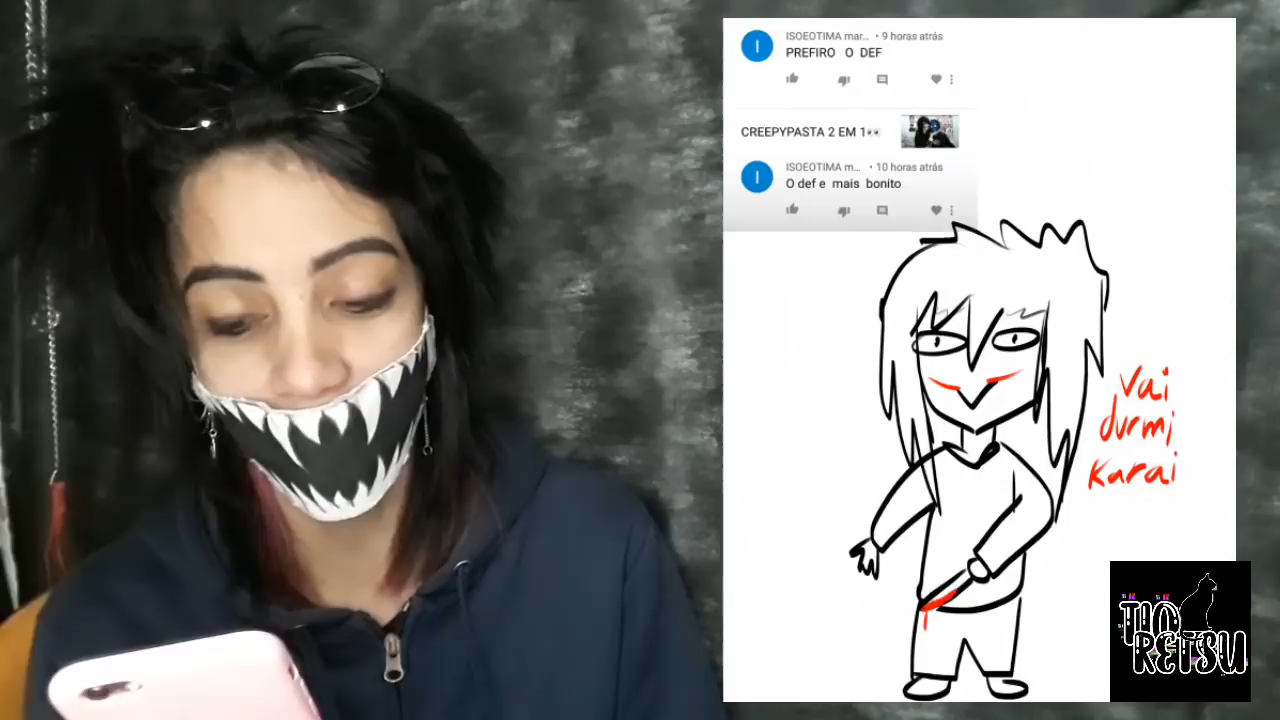 I ISOEOTIMA mar... • 9 horas atrás
PREFIRO O DEF
CREEPYPASTA 2 EM 1👀
I ISOEOTIMA m... • 10 horas atrás
O def e mais bonito
Vai
durmi
Karai
TIO
RETSU